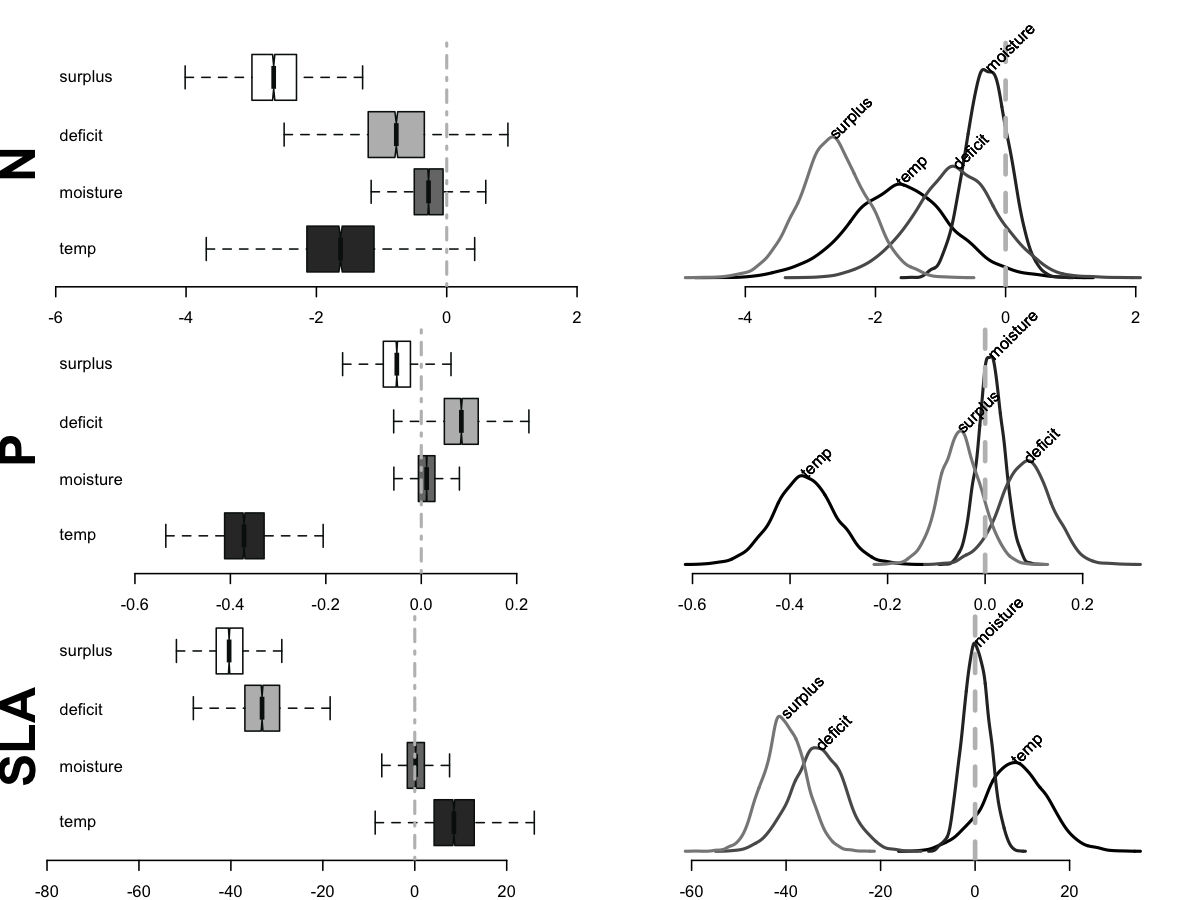 N
surplus
deficit
moisture
temp
-6 -4 -2 0 2
surplus
temp
deficit
moisture
-4 -2 0 2
P
surplus
deficit
moisture
temp
-0.6 -0.4 -0.2 0.0 0.2
temp
surplus
moisture
deficit
-0.6 -0.4 -0.2 0.0 0.2
SLA
surplus
deficit
moisture
temp
-80 -60 -40 -20 0 20
surplus
deficit
moisture
temp
-60 -40 -20 0 20